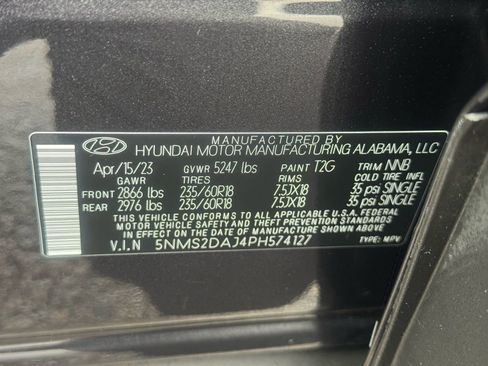 MANUFACTURED BY
HYUNDAI MOTOR MANUFACTURING ALABAMA, LLC
Apr/15/23 GVWR 5247 lbs PAINT T2G TRIM NNB
GAWR TIRES RIMS COLD TIRE INFL
FRONT 2866 lbs 235/60R18 7.5JX18 35 psi SINGLE
REAR 2976 lbs 235/60R18 7.5JX18 35 psi SINGLE
THIS VEHICLE CONFORMS TO ALL APPLICABLE U.S.A. FEDERAL
MOTOR VEHICLE SAFETY AND THEFT PREVENTION STANDARDS
IN EFFECT ON THE DATE OF MANUFACTURE SHOWN ABOVE.
V.I.N 5NMS2DAJ4PH574127 TYPE: MPV